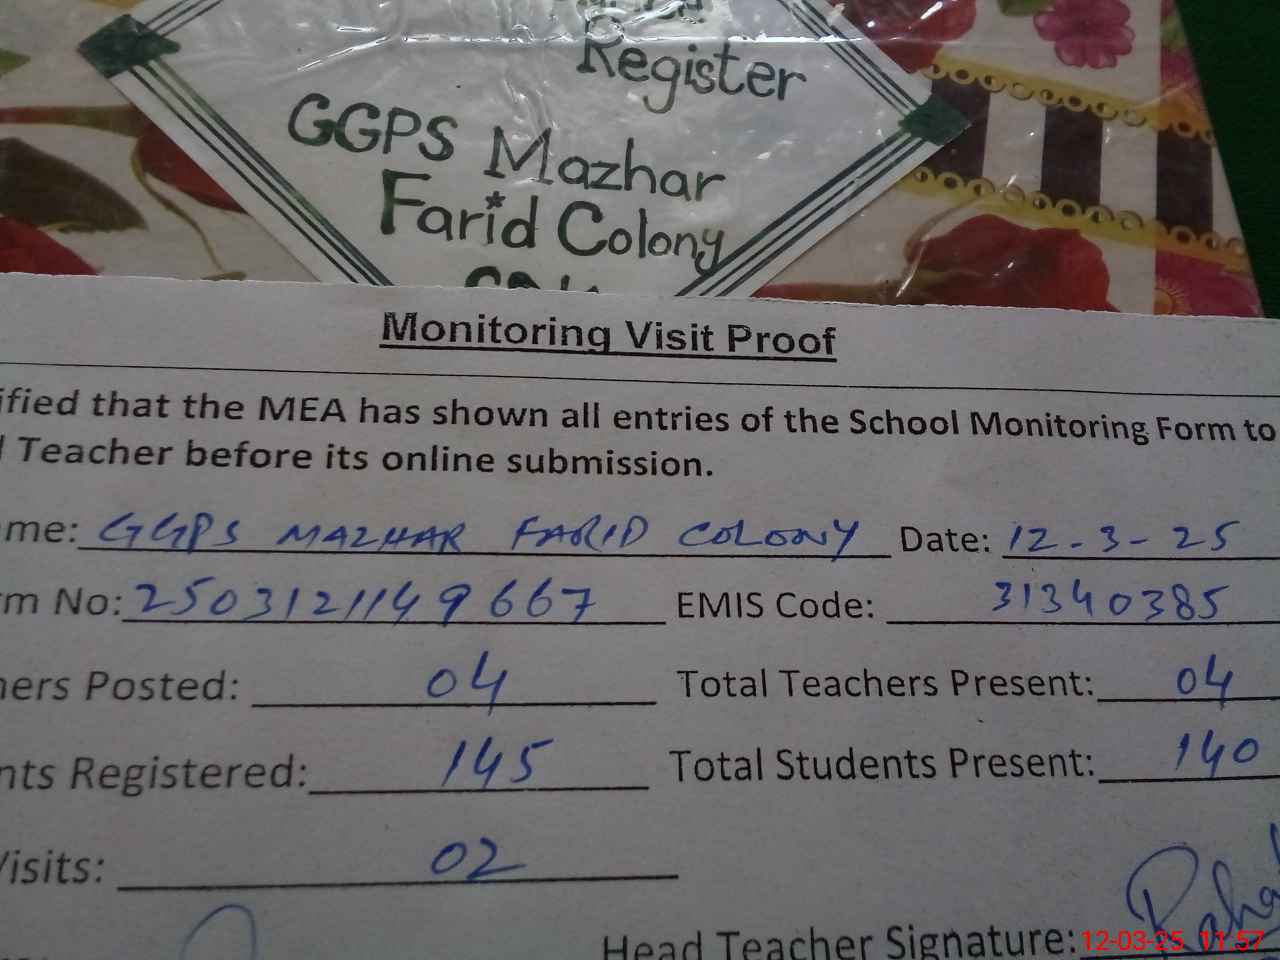 Register
GGPS Mazhar
Farid Colony
Monitoring Visit Proof
ified that the MEA has shown all entries of the School Monitoring Form to
Teacher before its online submission.
me: GGPS MAZHAR FARID COLONY Date: 12-3-25
rm No: 2503121149667 EMIS Code: 31340385
ers Posted: 04 Total Teachers Present: 04
nts Registered: 145 Total Students Present: 140
Visits: 02
Head Teacher Signature:
12-03-25 11:57